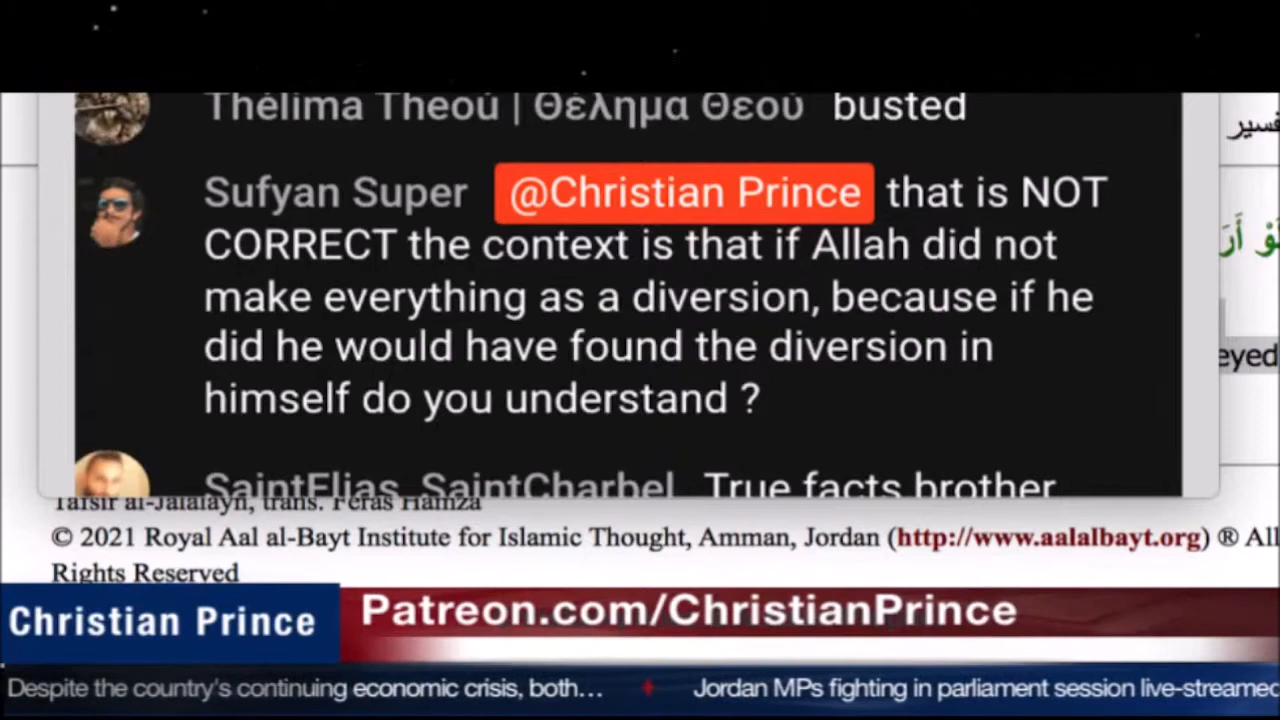 Thélima Theoú | Θέλημα Θεού busted
تفسير
Sufyan Super @Christian Prince that is NOT
CORRECT the context is that if Allah did not
make everything as a diversion, because if he
did he would have found the diversion in
himself do you understand ?
eyed
SaintElias SaintCharbel True facts brother
Tafsir al-Jalalayn, trans. Feras Hamza
© 2021 Royal Aal al-Bayt Institute for Islamic Thought, Amman, Jordan (http://www.aalalbayt.org) ® All
Rights Reserved
Christian Prince
Patreon.com/ChristianPrince
Despite the country's continuing economic crisis, both... Jordan MPs fighting in parliament session live-streamed